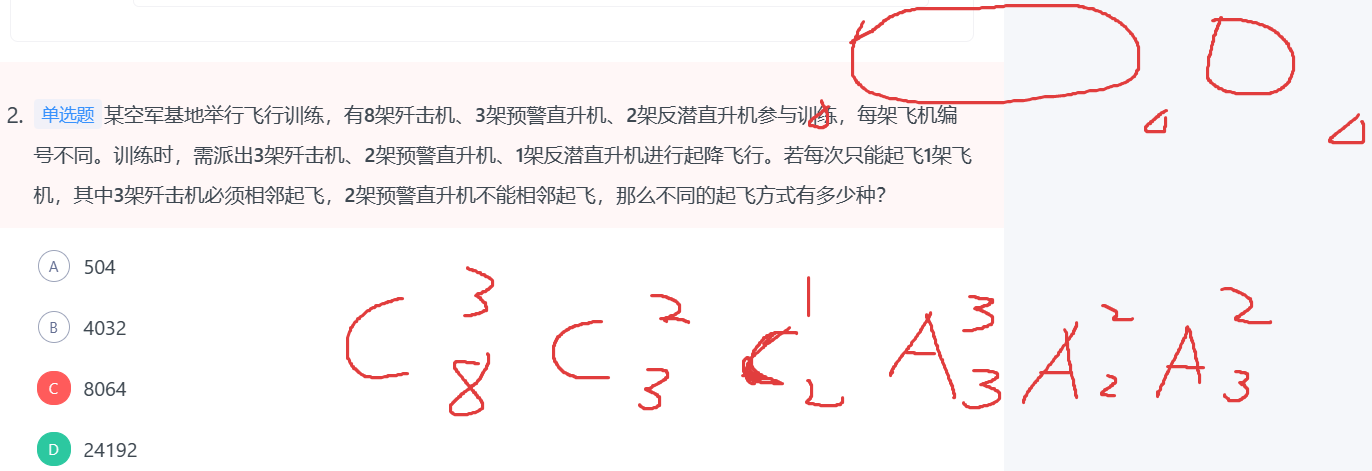 2. 单选题 某空军基地举行飞行训练，有8架歼击机、3架预警直升机、2架反潜直升机参与训练，每架飞机编
号不同。训练时，需派出3架歼击机、2架预警直升机、1架反潜直升机进行起降飞行。若每次只能起飞1架飞
机，其中3架歼击机必须相邻起飞，2架预警直升机不能相邻起飞，那么不同的起飞方式有多少种？
A 504
B 4032
C 8064
D 24192
C 3 8 C 2 3 C 1 2 A 3 3 A 2 2 A 2 3